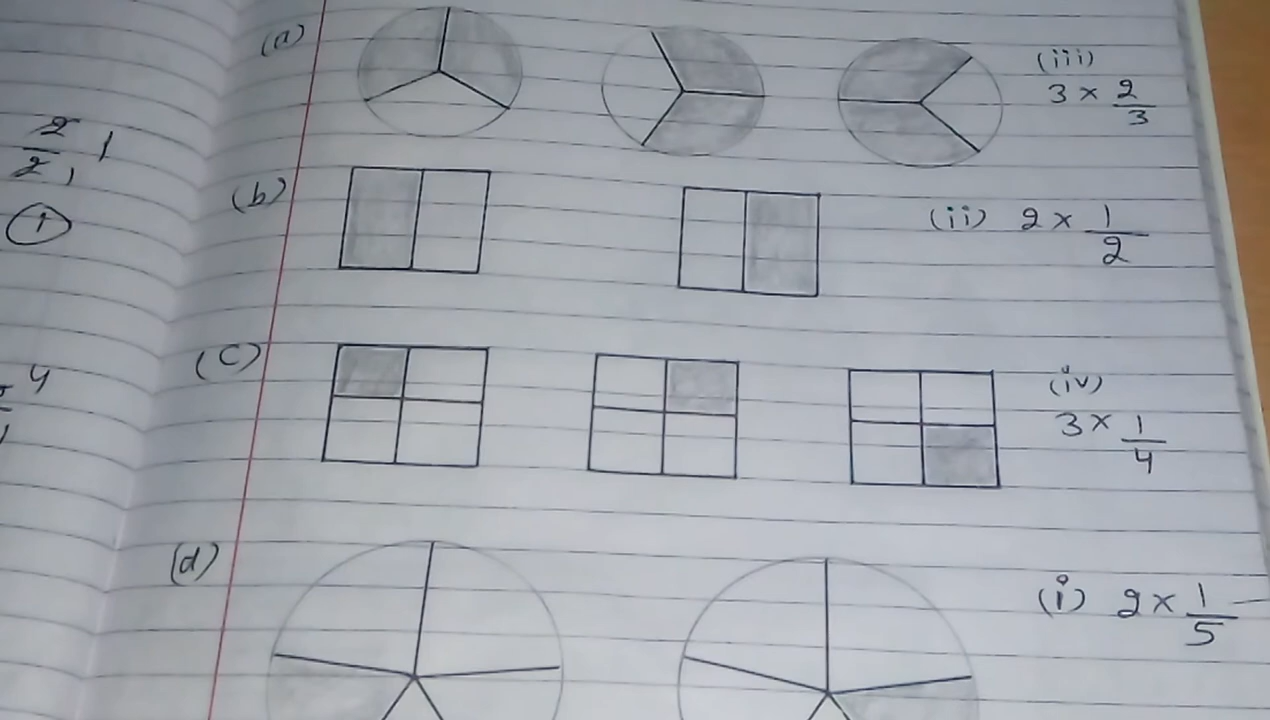 (a) (iii)
3 × 2/3
2/2, 1
(b) (ii) 2 × 1/2
1
(c) (iv)
4 3 × 1/4
(d) (i) 2 × 1/5